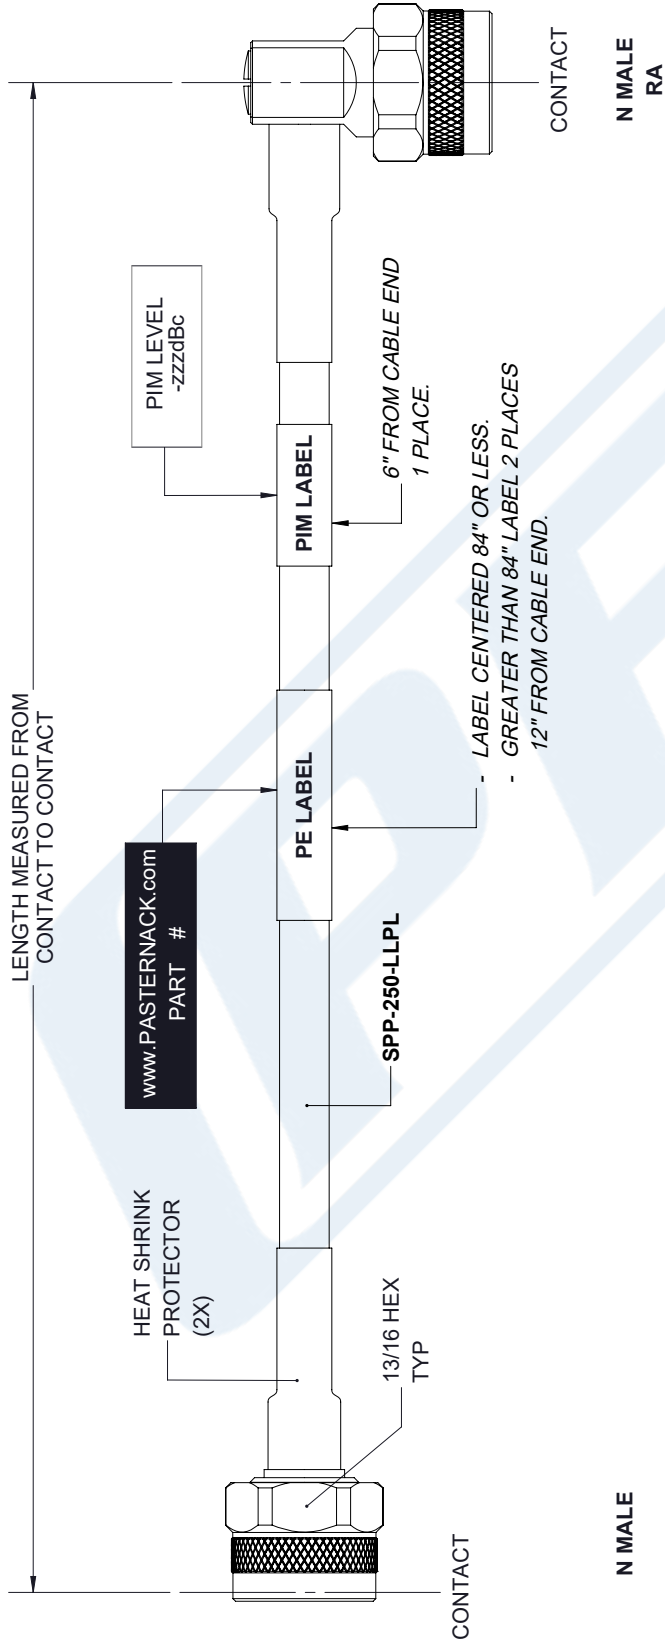 LENGTH MEASURED FROM
CONTACT TO CONTACT
www.PASTERNACK.com
PART #
PIM LEVEL
-zzzdBc
HEAT SHRINK
PROTECTOR
(2X)
PE LABEL
PIM LABEL
13/16 HEX
TYP
SPP-250-LLPL
6" FROM CABLE END
1 PLACE.
- LABEL CENTERED 84" OR LESS.
- GREATER THAN 84" LABEL 2 PLACES
12" FROM CABLE END.
CONTACT
CONTACT
N MALE
N MALE
RA